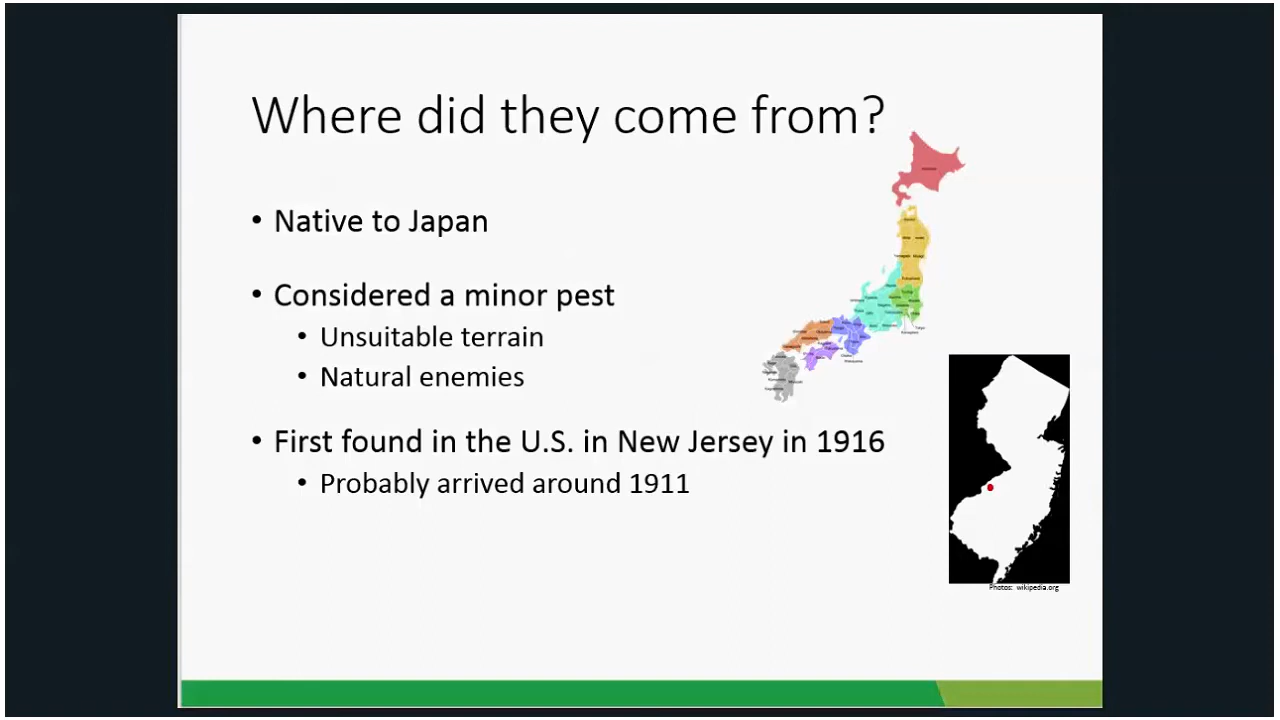 Where did they come from?
• Native to Japan
• Considered a minor pest
• Unsuitable terrain
• Natural enemies
• First found in the U.S. in New Jersey in 1916
• Probably arrived around 1911
Photos: wikipedia.org